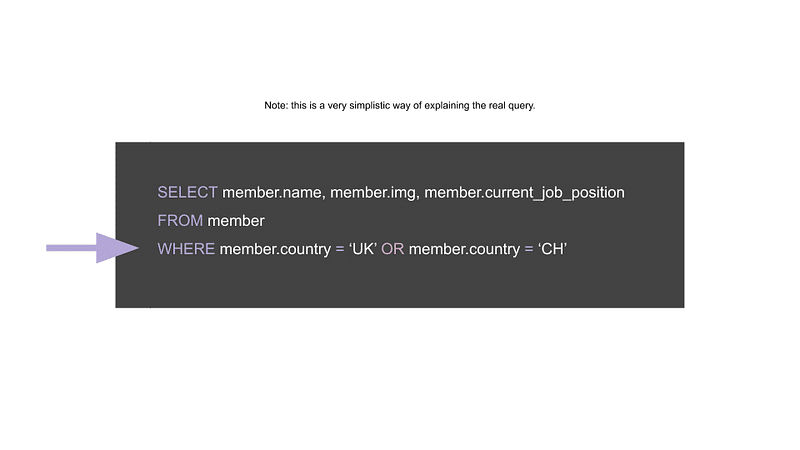 Note: this is a very simplistic way of explaining the real query.
SELECT member.name, member.img, member.current_job_position
FROM member
WHERE member.country = ‘UK’ OR member.country = ‘CH’